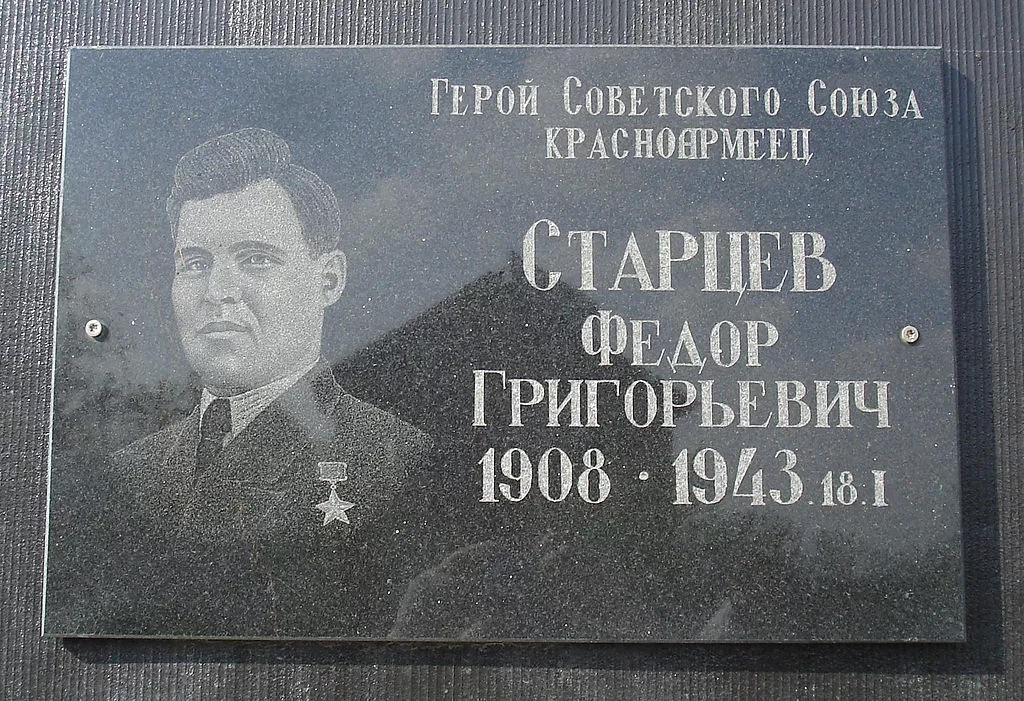 Герой Советского Союза
красноармеец
Старцев
Федор
Григорьевич
1908 · 1943.18.I